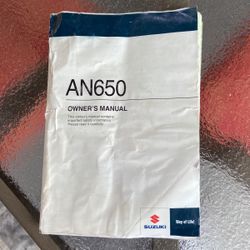 AN650
OWNER'S MANUAL
This owner's manual contains
important safety information.
Please read it carefully.
SUZUKI
Way of Life!